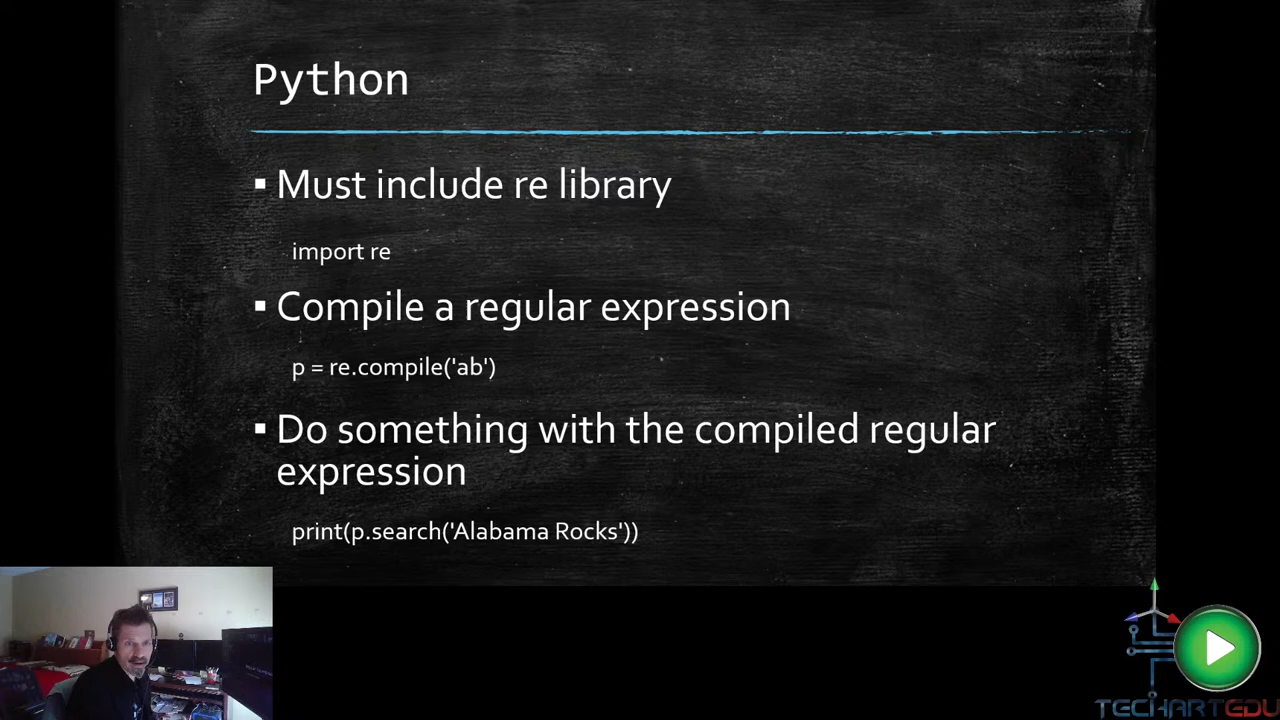 Python
▪ Must include re library
import re
▪ Compile a regular expression
p = re.compile('ab')
▪ Do something with the compiled regular
expression
print(p.search('Alabama Rocks'))
TECHARTEDU